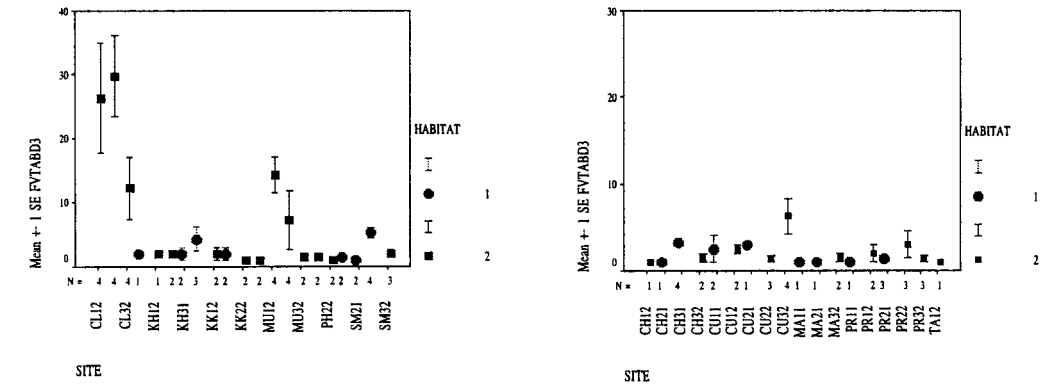 40
30
20
10
0
Mean +- 1 SE FVTABD3
N = 4 4 4 1 1 2 2 3 2 2 2 2 4 4 2 2 2 2 2 4 3
CL12
CL32
KH12
KH31
KK12
KK22
MU12
MU32
PH22
SM21
SM32
SITE
HABITAT
1
2
30
20
10
0
Mean +- 1 SE FVTABD3
N = 1 1 4 2 2 2 1 3 4 1 1 2 1 2 3 3 3 1
CH12
CH21
CH31
CH32
CU11
CU12
CU21
CU22
CU32
MA11
MA21
MA32
PR11
PR12
PR21
PR22
PR32
TA12
SITE
HABITAT
1
2